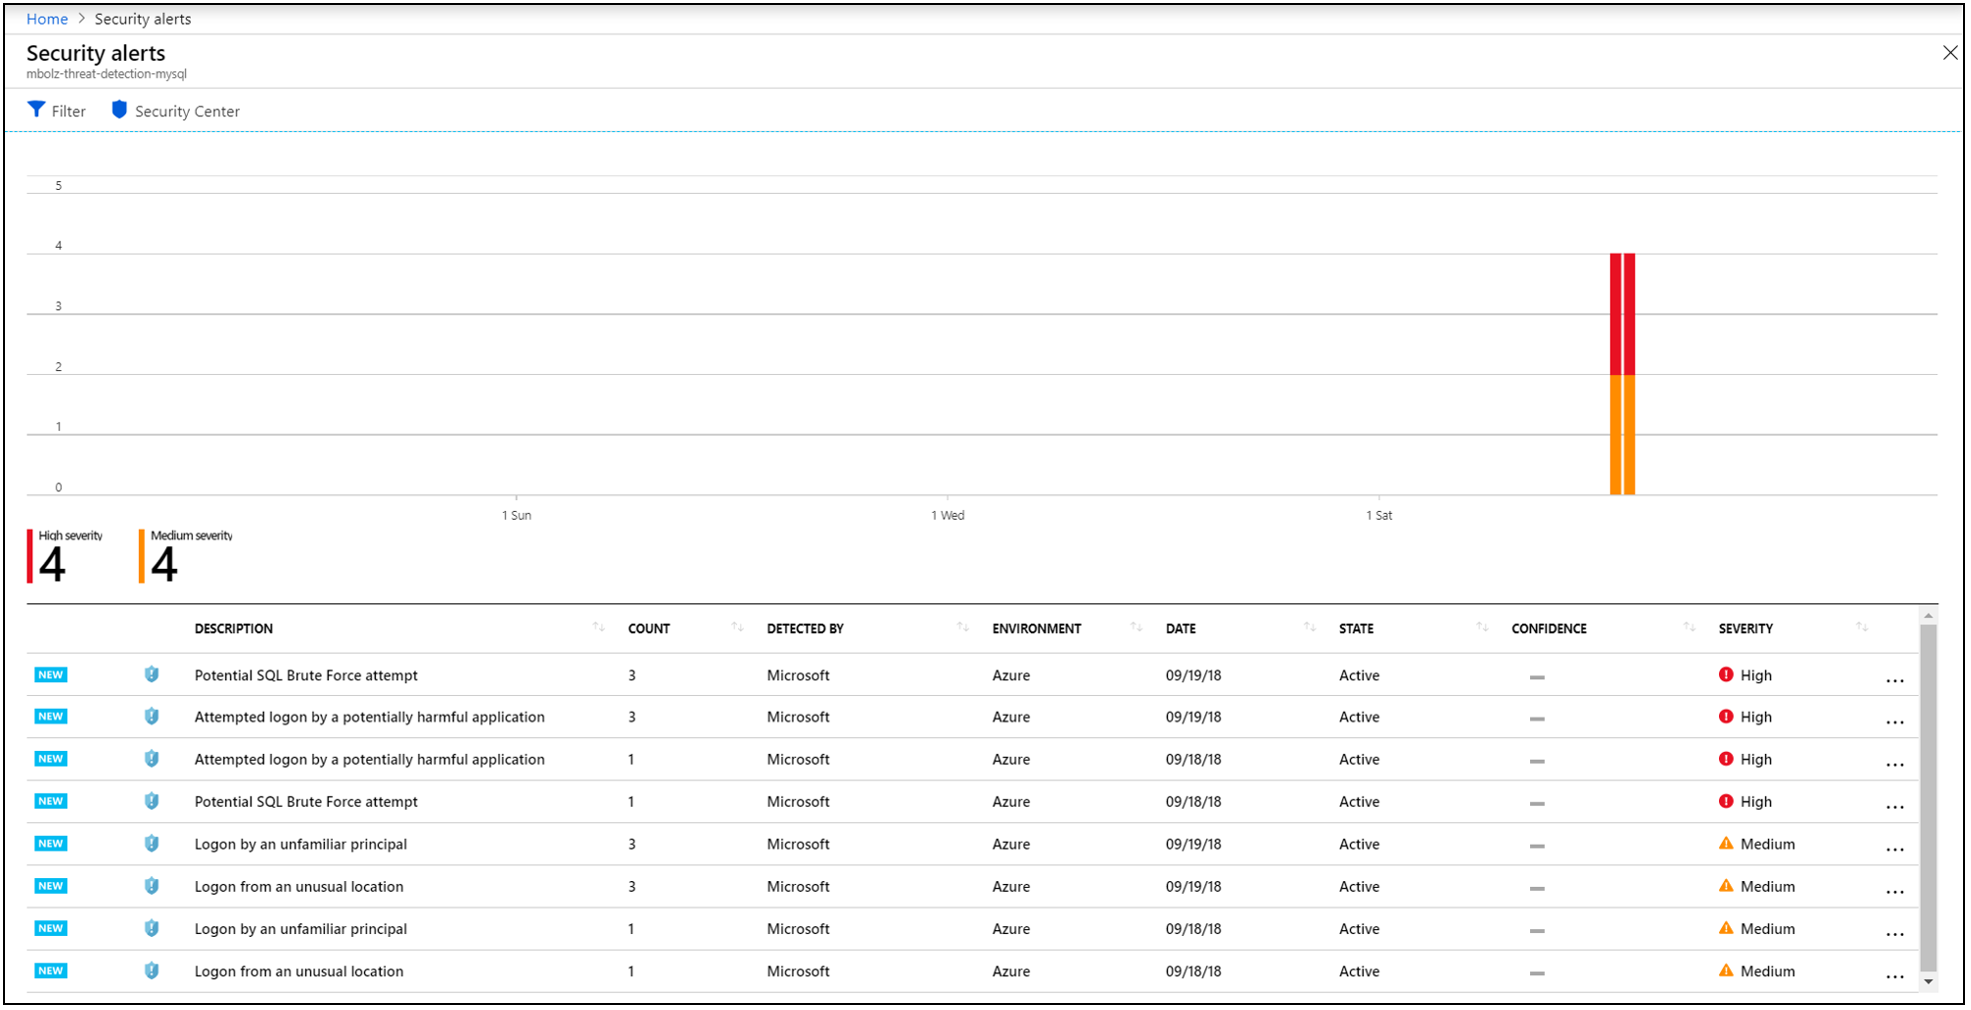 Home > Security alerts
Security alerts
mbolz-threat-detection-mysql
Filter Security Center
5
4
3
2
1
0
1 Sun 1 Wed 1 Sat
High severity Medium severity
4 4
DESCRIPTION COUNT DETECTED BY ENVIRONMENT DATE STATE CONFIDENCE SEVERITY
NEW Potential SQL Brute Force attempt 3 Microsoft Azure 09/19/18 Active — High ...
NEW Attempted logon by a potentially harmful application 3 Microsoft Azure 09/19/18 Active — High ...
NEW Attempted logon by a potentially harmful application 1 Microsoft Azure 09/18/18 Active — High ...
NEW Potential SQL Brute Force attempt 1 Microsoft Azure 09/18/18 Active — High ...
NEW Logon by an unfamiliar principal 3 Microsoft Azure 09/19/18 Active — Medium ...
NEW Logon from an unusual location 3 Microsoft Azure 09/19/18 Active — Medium ...
NEW Logon by an unfamiliar principal 1 Microsoft Azure 09/18/18 Active — Medium ...
NEW Logon from an unusual location 1 Microsoft Azure 09/18/18 Active — Medium ...